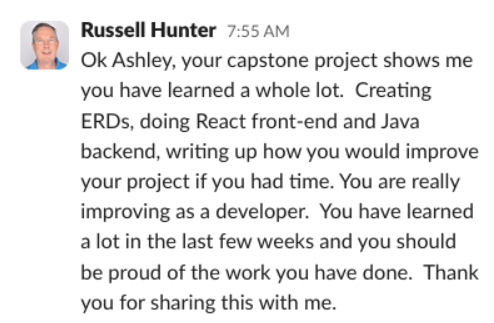 Russell Hunter 7:55 AM
Ok Ashley, your capstone project shows me
you have learned a whole lot.  Creating
ERDs, doing React front-end and Java
backend, writing up how you would improve
your project if you had time. You are really
improving as a developer.  You have learned
a lot in the last few weeks and you should
be proud of the work you have done.  Thank
you for sharing this with me.